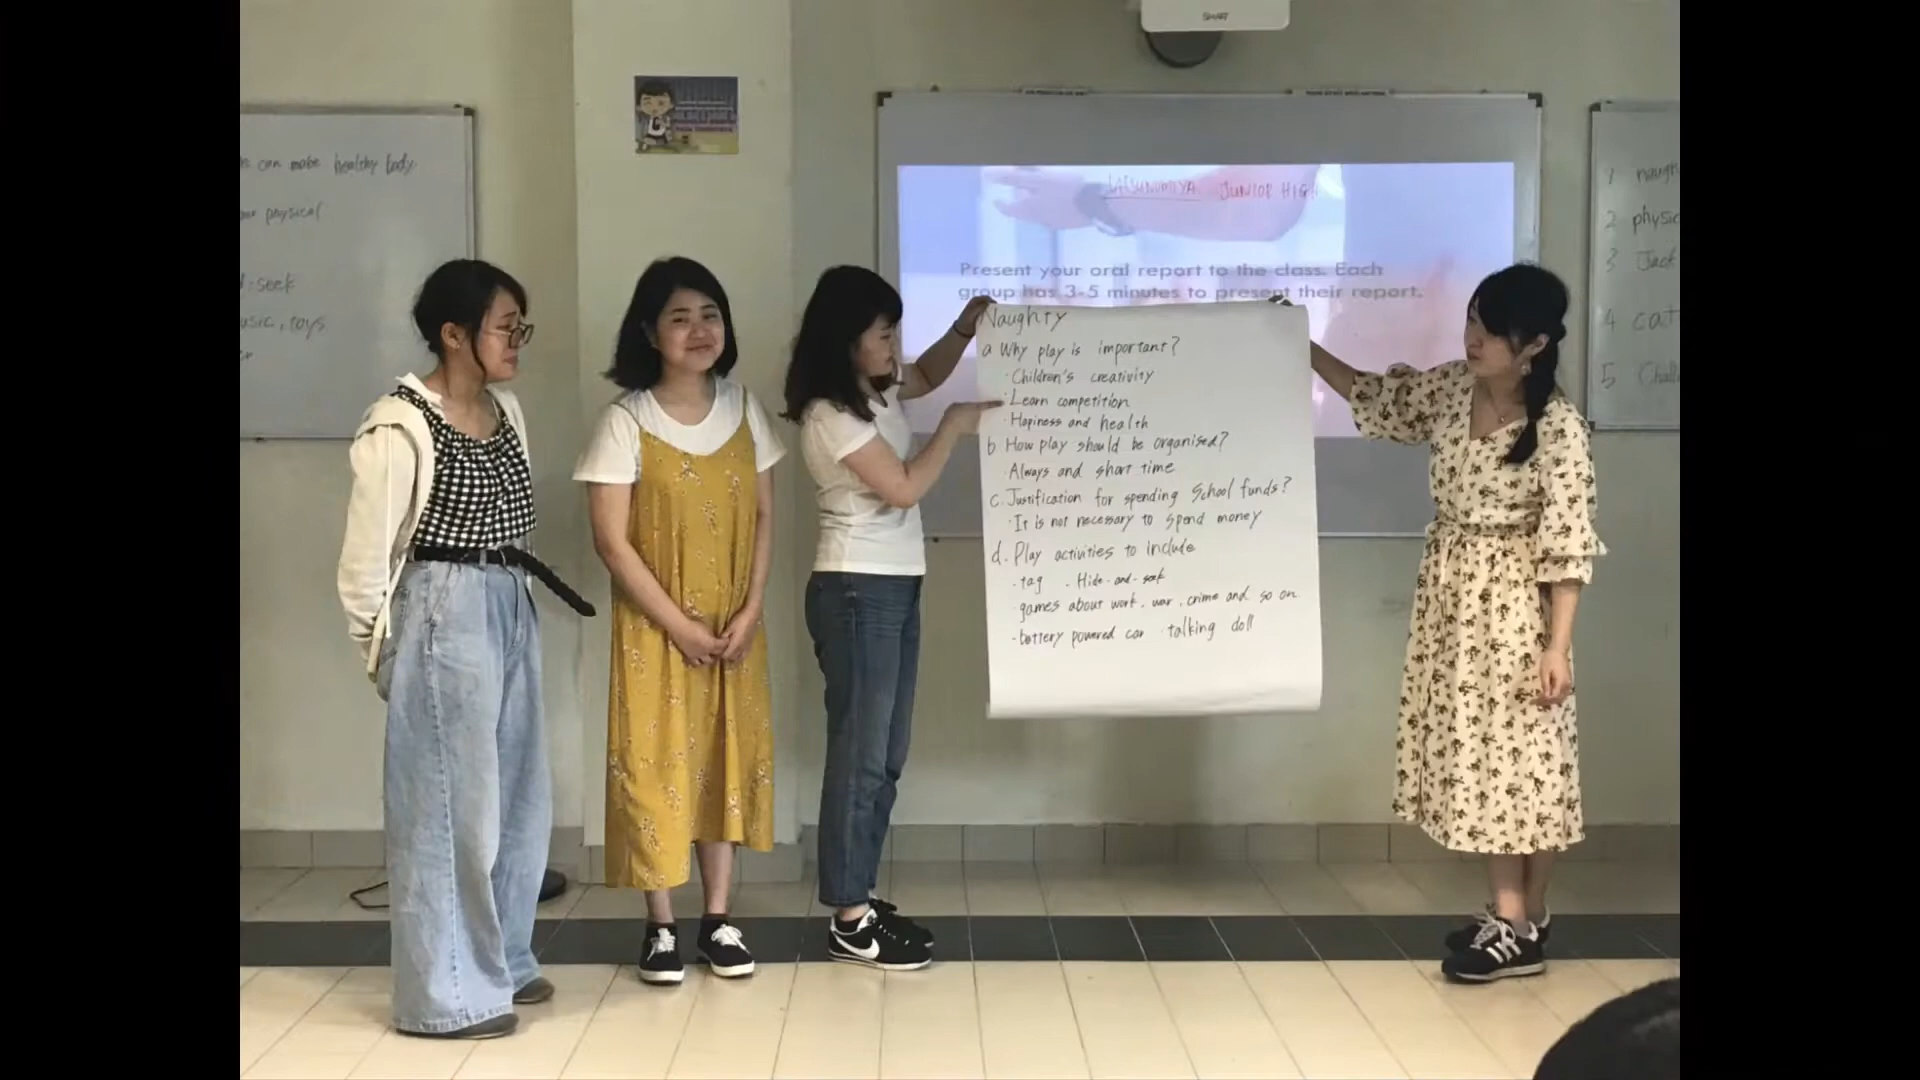 SMART
can make healthy body
physical
seek
toys
JUNIOR HIGH
Present your oral report to the class. Each
group has 3-5 minutes to present their report.
Naughty
a Why play is important?
· Children's creativity
· Learn competition
· Hapiness and health
b How play should be organised?
· Always and short time
c. Justification for spending School funds?
· It is not necessary to spend money
d. Play activities to include
· tag · Hide-and-seek
· games about work, war, crime and so on
· battery powered car · talking doll
1 naugh
2 physic
3 Jack
4 cat
5 Chall